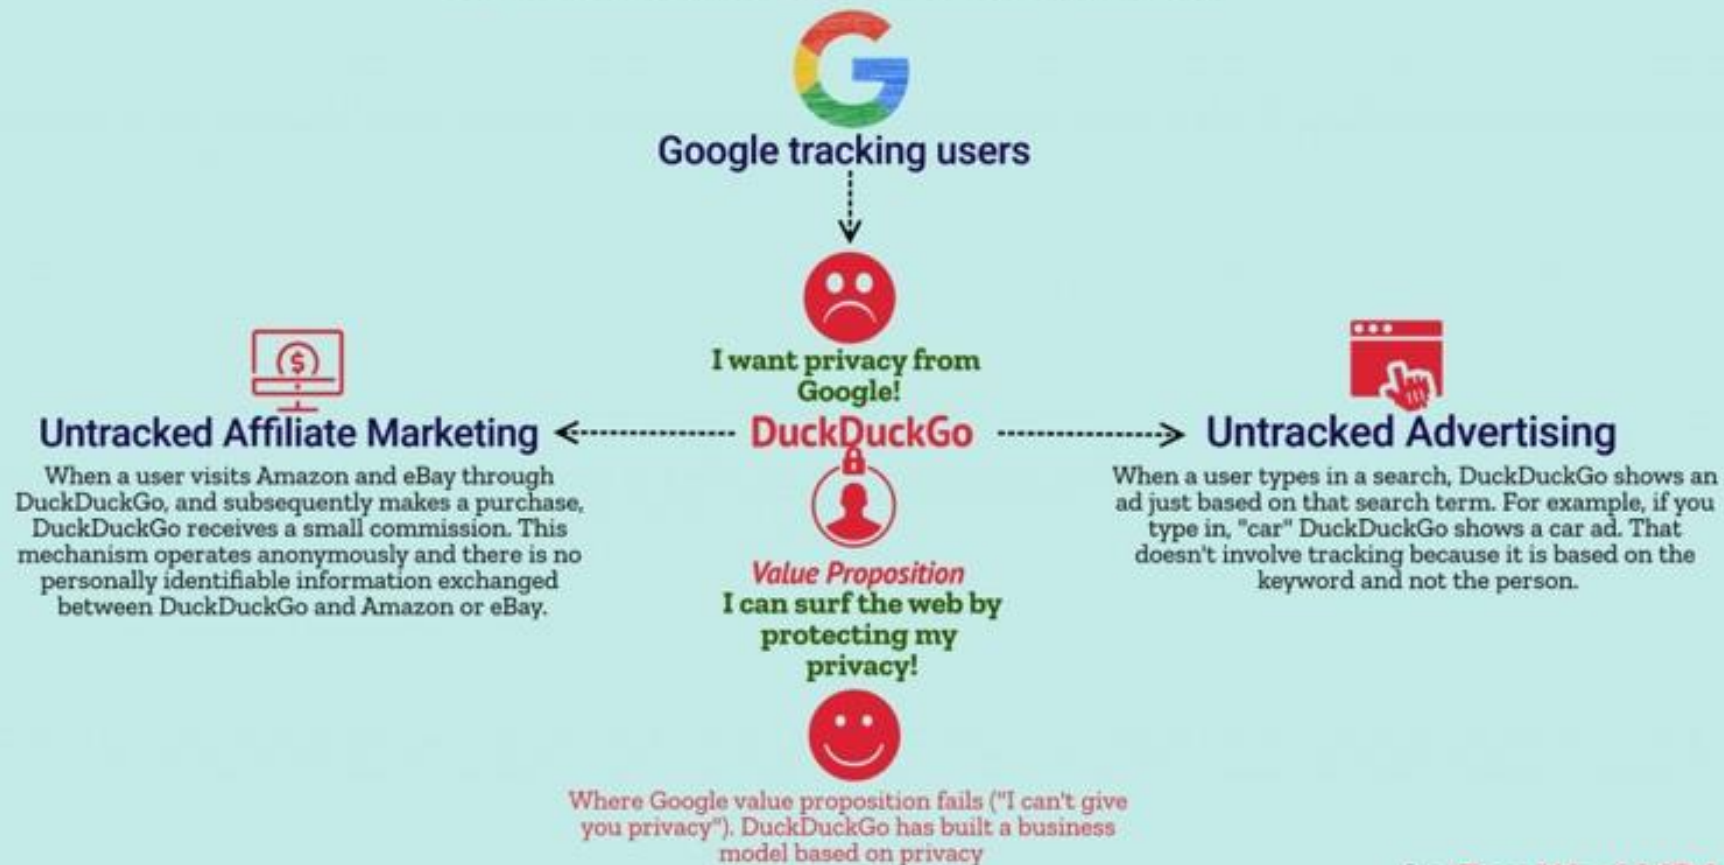 Google tracking users
I want privacy from
Google!
DuckDuckGo
Untracked Affiliate Marketing
When a user visits Amazon and eBay through
DuckDuckGo, and subsequently makes a purchase,
DuckDuckGo receives a small commission. This
mechanism operates anonymously and there is no
personally identifiable information exchanged
between DuckDuckGo and Amazon or eBay.
Untracked Advertising
When a user types in a search, DuckDuckGo shows an
ad just based on that search term. For example, if you
type in, "car" DuckDuckGo shows a car ad. That
doesn't involve tracking because it is based on the
keyword and not the person.
Value Proposition
I can surf the web by
protecting my
privacy!
Where Google value proposition fails ("I can't give
you privacy"). DuckDuckGo has built a business
model based on privacy